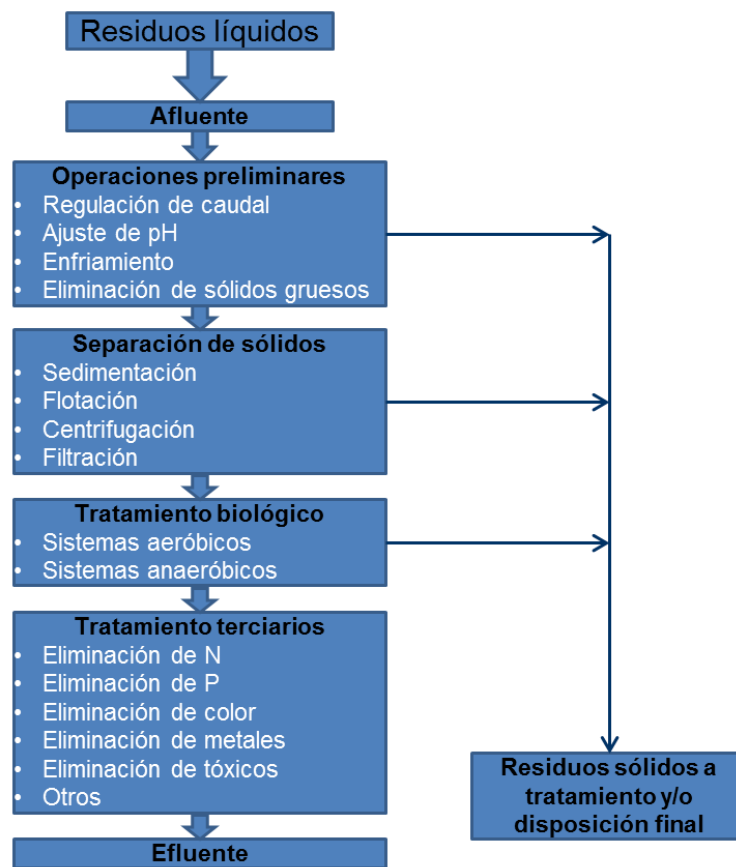 Residuos líquidos
Afluente
Operaciones preliminares
• Regulación de caudal
• Ajuste de pH
• Enfriamiento
• Eliminación de sólidos gruesos
Separación de sólidos
• Sedimentación
• Flotación
• Centrifugación
• Filtración
Tratamiento biológico
• Sistemas aeróbicos
• Sistemas anaeróbicos
Tratamiento terciarios
• Eliminación de N
• Eliminación de P
• Eliminación de color
• Eliminación de metales
• Eliminación de tóxicos
• Otros
Efluente
Residuos sólidos a
tratamiento y/o
disposición final